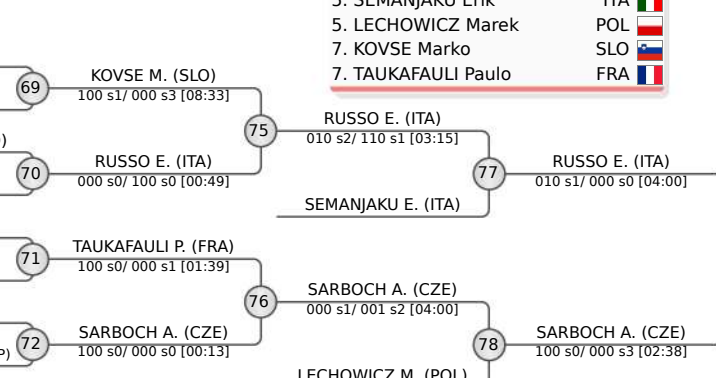 5. SEMANJAKU Erik ITA
5. LECHOWICZ Marek POL
7. KOVSE Marko SLO
7. TAUKAFAULI Paulo FRA
69
KOVSE M. (SLO)
100 s1/ 000 s3 [08:33]
75
RUSSO E. (ITA)
010 s2/ 110 s1 [03:15]
)
70
RUSSO E. (ITA)
000 s0/ 100 s0 [00:49]
77
RUSSO E. (ITA)
010 s1/ 000 s0 [04:00]
SEMANJAKU E. (ITA)
71
TAUKAFAULI P. (FRA)
100 s0/ 000 s1 [01:39]
76
SARBOCH A. (CZE)
000 s1/ 001 s2 [04:00]
P)
72
SARBOCH A. (CZE)
100 s0/ 000 s0 [00:13]
78
SARBOCH A. (CZE)
100 s0/ 000 s3 [02:38]
LECHOWICZ M. (POL)